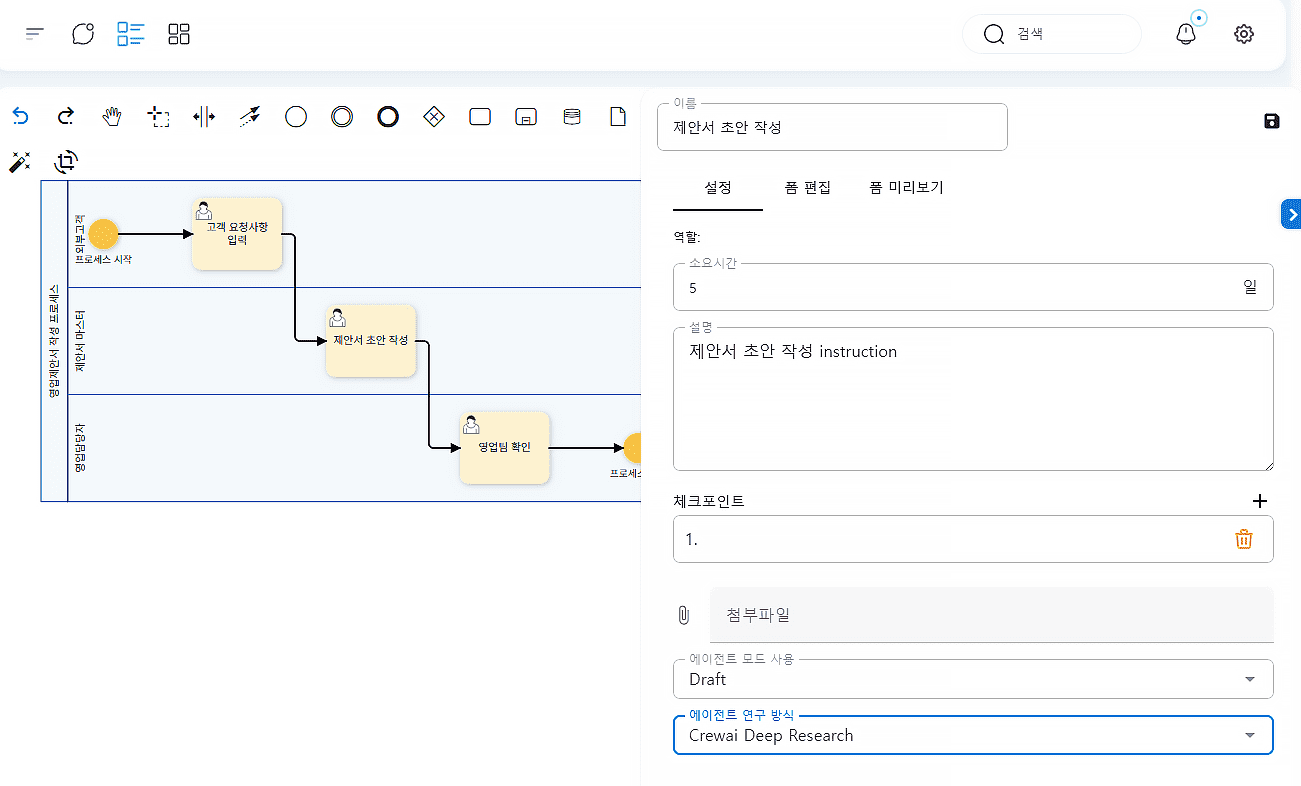 검색
영업제안서 작성 프로세스
외부고객
프로세스 시작
고객 요청사항
입력
제안서 마스터
제안서 초안 작성
영업담당자
영업팀 확인
프로세스
이름
제안서 초안 작성
설정
폼 편집
폼 미리보기
역할:
소요시간
5
일
설명
제안서 초안 작성 instruction
체크포인트
1.
첨부파일
에이전트 모드 사용
Draft
에이전트 연구 방식
Crewai Deep Research